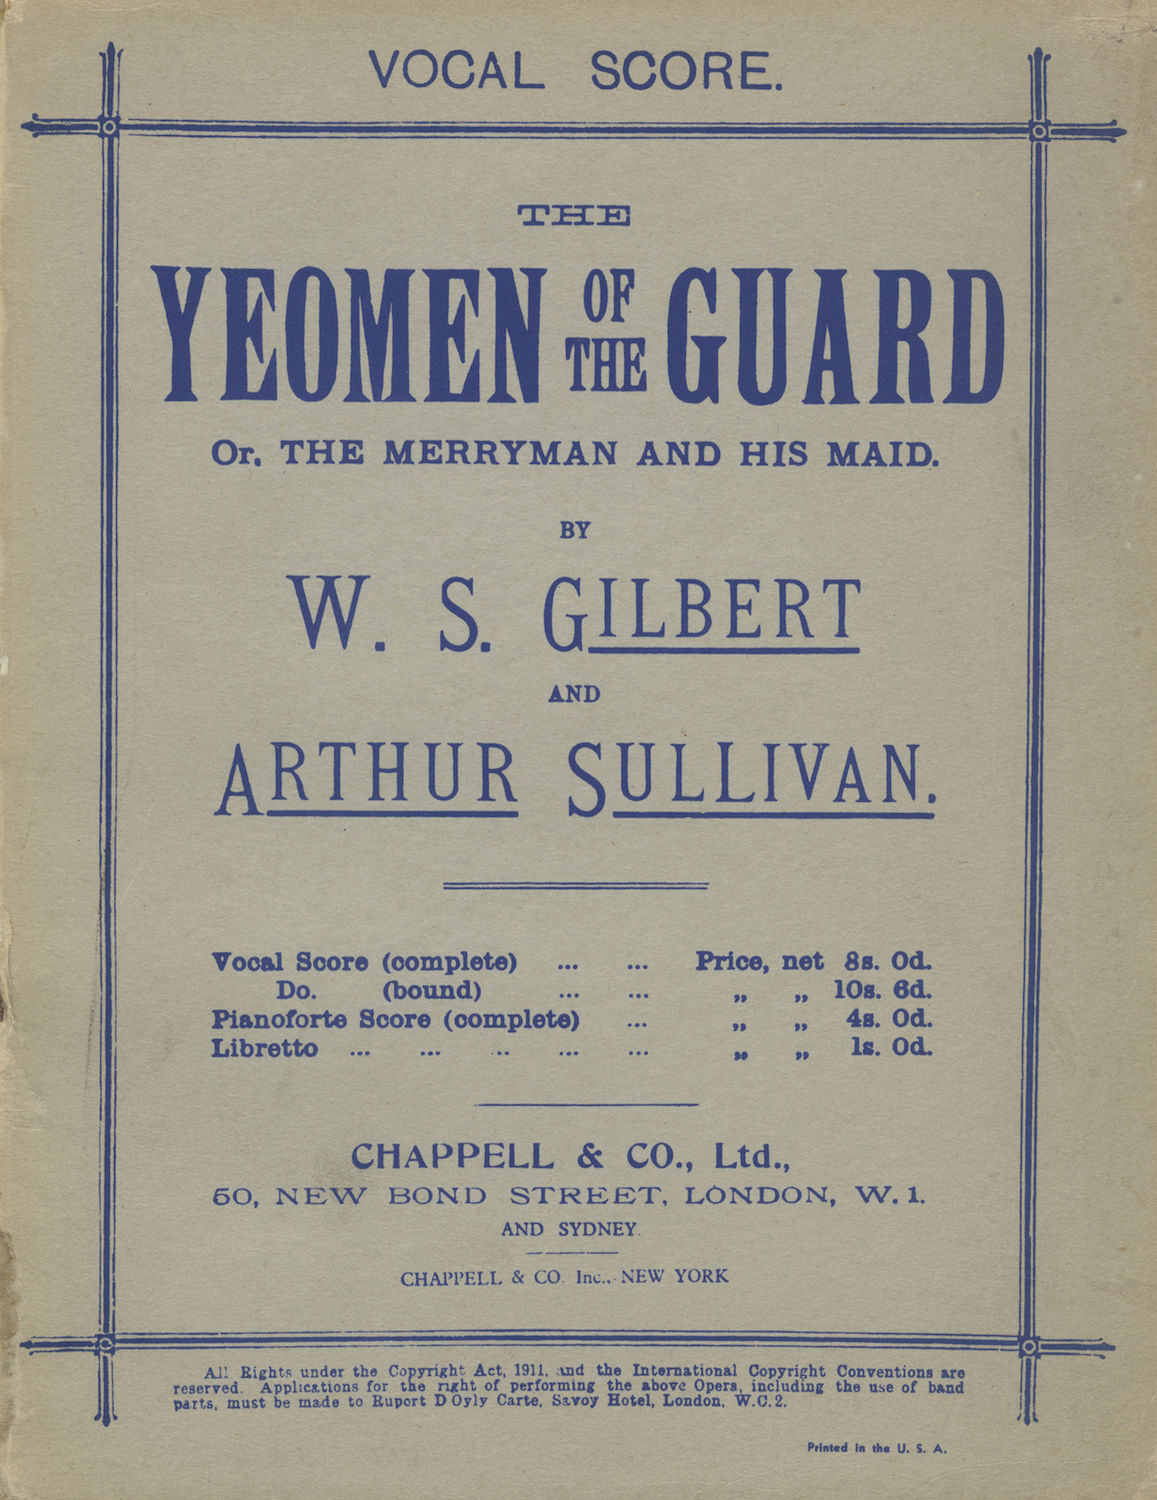 VOCAL SCORE.
THE
YEOMEN OF THE GUARD
Or, THE MERRYMAN AND HIS MAID.
BY
W. S. GILBERT
AND
ARTHUR SULLIVAN.
Vocal Score (complete) ... ... Price, net 8s. 0d.
Do. (bound) ... ... „ „ 10s. 6d.
Pianoforte Score (complete) ... „ „ 4s. 0d.
Libretto ... ... ... ... ... „ „ 1s. 0d.
CHAPPELL & CO., Ltd.,
50, NEW BOND STREET, LONDON, W. 1.
AND SYDNEY.
CHAPPELL & CO. Inc., NEW YORK
All Rights under the Copyright Act, 1911, and the International Copyright Conventions are
reserved. Applications for the right of performing the above Opera, including the use of band
parts, must be made to Rupert D Oyly Carte, Savoy Hotel, London, W.C.2.
Printed in the U. S. A.